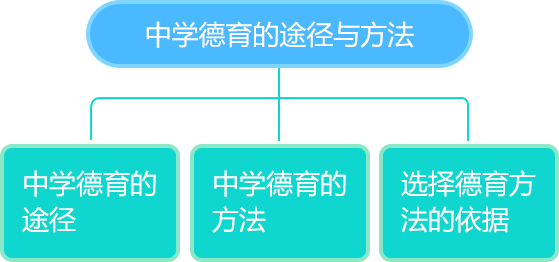 中学德育的途径与方法
中学德育的
途径
中学德育的
方法
选择德育方
法的依据